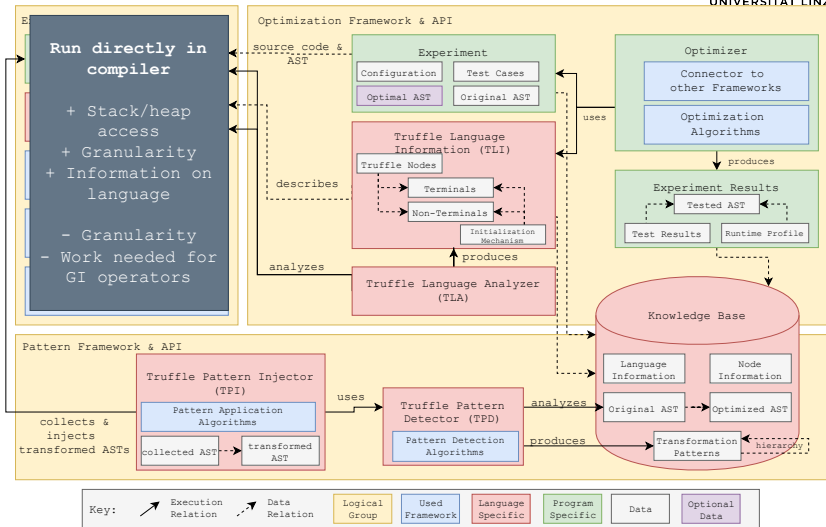 UNIVERSITÄT LINZ
E
Run directly in
compiler
+ Stack/heap
access
+ Granularity
+ Information on
language
- Granularity
- Work needed for
GI operators
Optimization Framework & API
source code &
AST
describes
analyzes
Experiment
Configuration
Test Cases
Optimal AST
Original AST
Truffle Language
Information (TLI)
Truffle Nodes
Terminals
Non-Terminals
Initialization
Mechanism
produces
Truffle Language Analyzer
(TLA)
uses
Optimizer
Connector to
other Frameworks
Optimization
Algorithms
produces
Experiment Results
Tested AST
Test Results
Runtime Profile
Knowledge Base
Language
Information
Node
Information
Original AST
Optimized AST
Transformation
Patterns
hierarchy
Pattern Framework & API
collects &
injects
transformed ASTs
Truffle Pattern Injector
(TPI)
Pattern Application
Algorithms
collected AST
transformed
AST
uses
Truffle Pattern
Detector (TPD)
Pattern Detection
Algorithms
analyzes
produces
Key:
Execution
Relation
Data
Relation
Logical
Group
Used
Framework
Language
Specific
Program
Specific
Data
Optional
Data